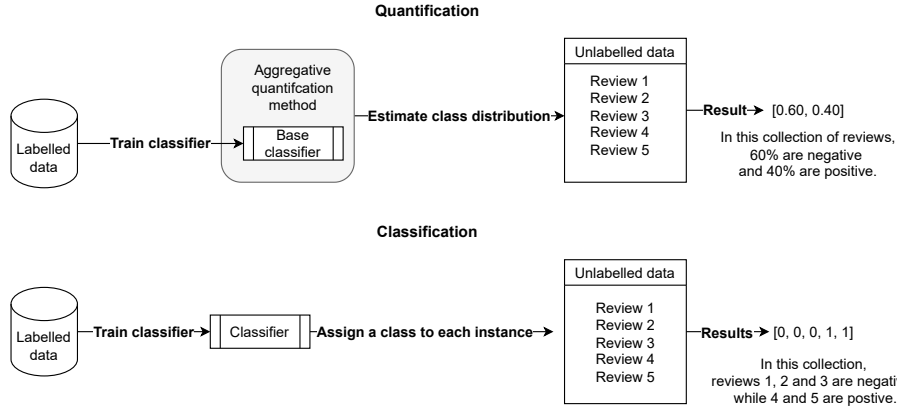 Quantification
Labelled
data
Train classifier
Aggregative
quantifcation
method
Base
classifier
Estimate class distribution
Unlabelled data
Review 1
Review 2
Review 3
Review 4
Review 5
Result
[0.60, 0.40]
In this collection of reviews,
60% are negative
and 40% are positive.
Classification
Labelled
data
Train classifier
Classifier
Assign a class to each instance
Unlabelled data
Review 1
Review 2
Review 3
Review 4
Review 5
Results
[0, 0, 0, 1, 1]
In this collection,
reviews 1, 2 and 3 are negati
while 4 and 5 are postive.